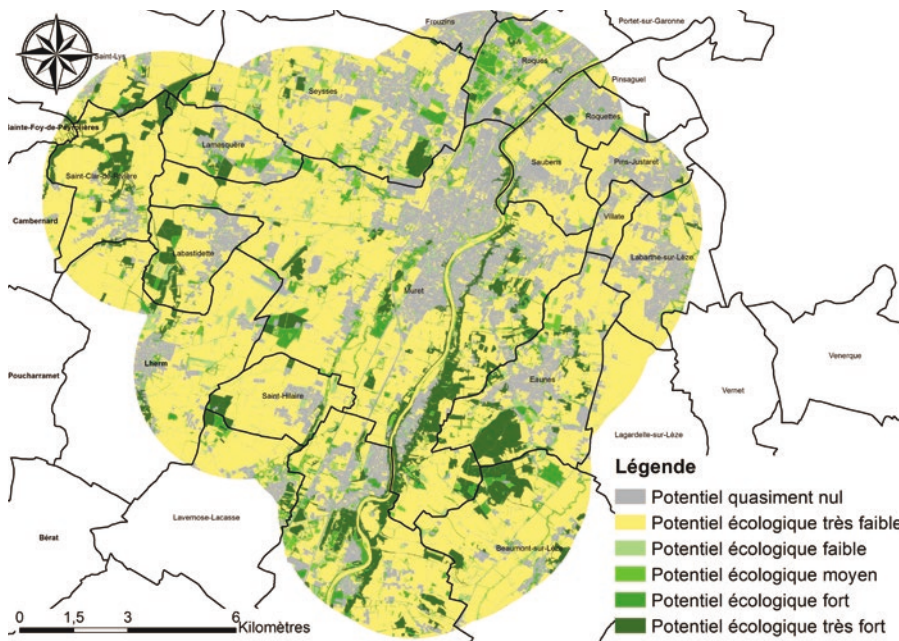 Frouzins
Portet-sur-Garonne
Saint-Lys
Roques
Pinsaguel
Seysses
Roquettes
Sainte-Foy-de-Peyrolières
Lamasquère
Saubens
Pins-Justaret
Saint-Clar-de-Rivière
Cambernard
Villate
Labastidette
Labarthe-sur-Lèze
Muret
Venerque
Lherm
Poucharramet
Eaunes
Vernet
Saint-Hilaire
Lagardelle-sur-Lèze
Légende
Potentiel quasiment nul
Potentiel écologique très faible
Potentiel écologique faible
Potentiel écologique moyen
Potentiel écologique fort
Potentiel écologique très fort
Lavernose-Lacasse
Bérat
Beaumont-sur-Lèze
0 1,5 3 6
Kilomètres